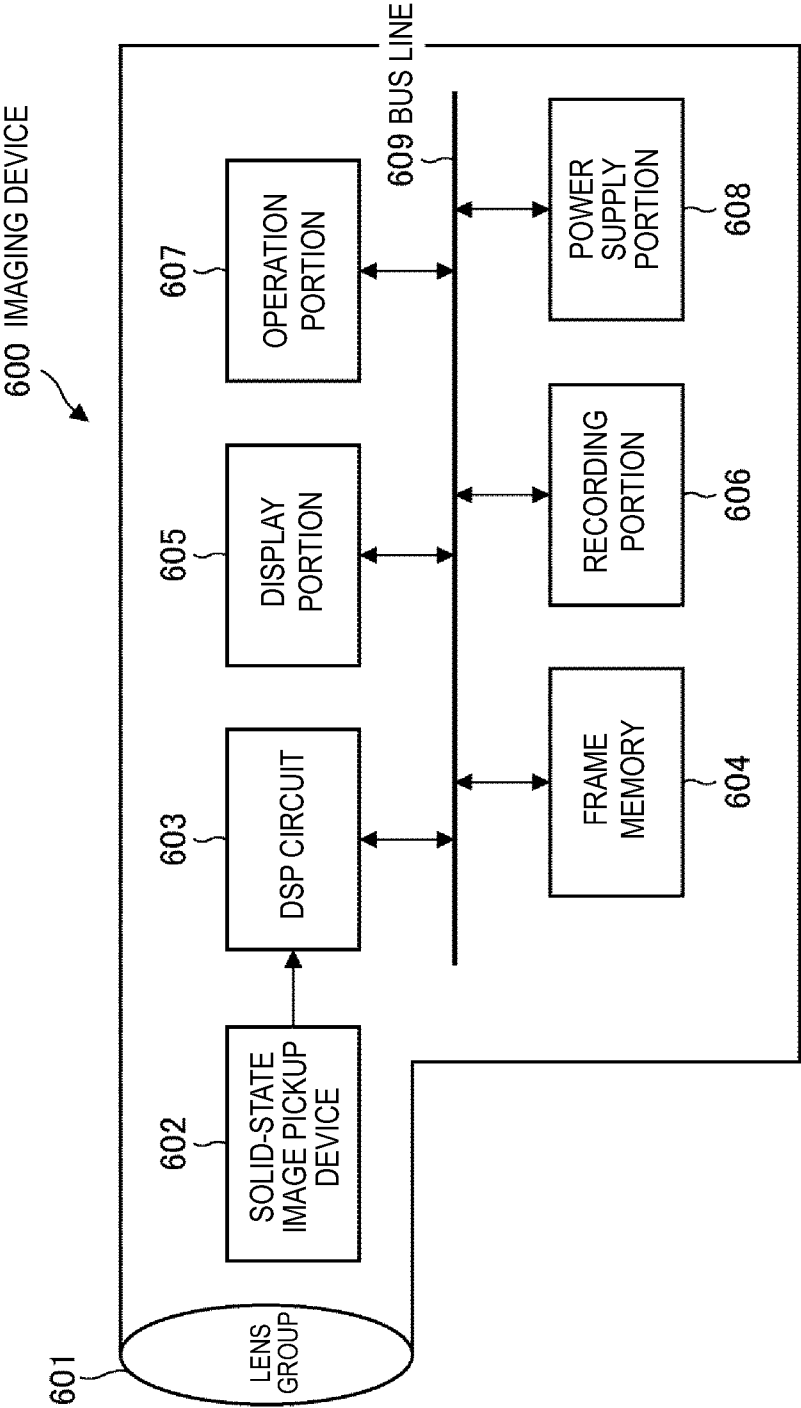 600 IMAGING DEVICE
601
LENS
GROUP
602
SOLID-STATE
IMAGE PICKUP
DEVICE
603
DSP CIRCUIT
605
DISPLAY
PORTION
607
OPERATION
PORTION
609 BUS LINE
FRAME
MEMORY
604
RECORDING
PORTION
606
POWER
SUPPLY
PORTION
608